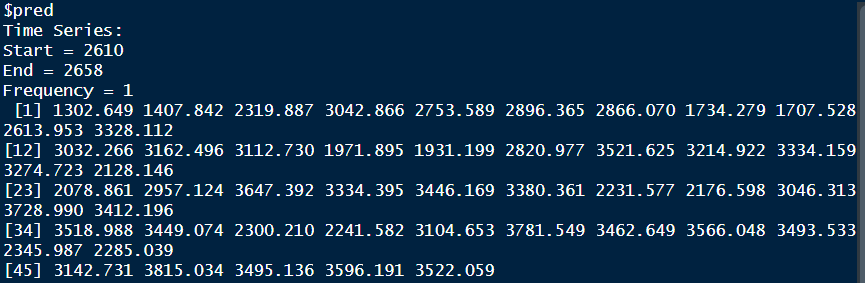 $pred
Time Series:
Start = 2610
End = 2658
Frequency = 1
 [1] 1302.649 1407.842 2319.887 3042.866 2753.589 2896.365 2866.070 1734.279 1707.528
2613.953 3328.112
[12] 3032.266 3162.496 3112.730 1971.895 1931.199 2820.977 3521.625 3214.922 3334.159
3274.723 2128.146
[23] 2078.861 2957.124 3647.392 3334.395 3446.169 3380.361 2231.577 2176.598 3046.313
3728.990 3412.196
[34] 3518.988 3449.074 2300.210 2241.582 3104.653 3781.549 3462.649 3566.048 3493.533
2345.987 2285.039
[45] 3142.731 3815.034 3495.136 3596.191 3522.059